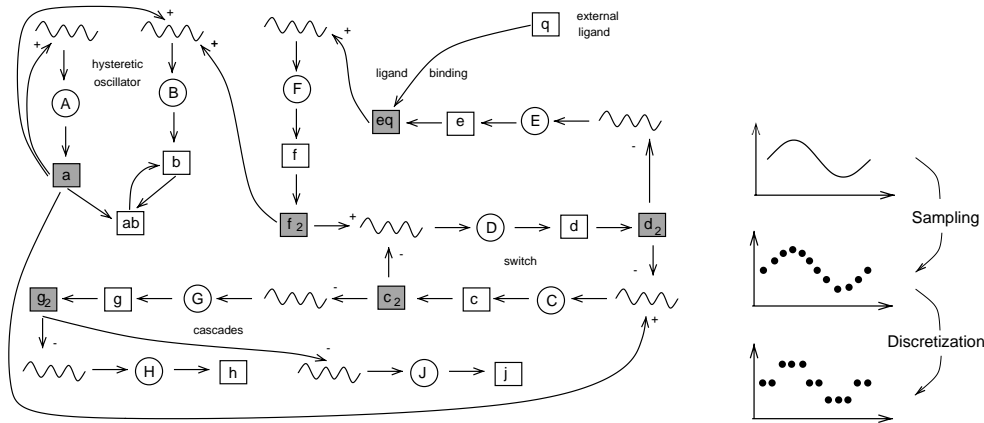 + + + + q external
ligand
hysteretic
oscillator
A B F
ligand binding
eq e E
a b f
- 
ab
f2 + D d d2
-
switch
-
g2 g G - c2 c C
+
cascades
- -
H h J j
Sampling
Discretization